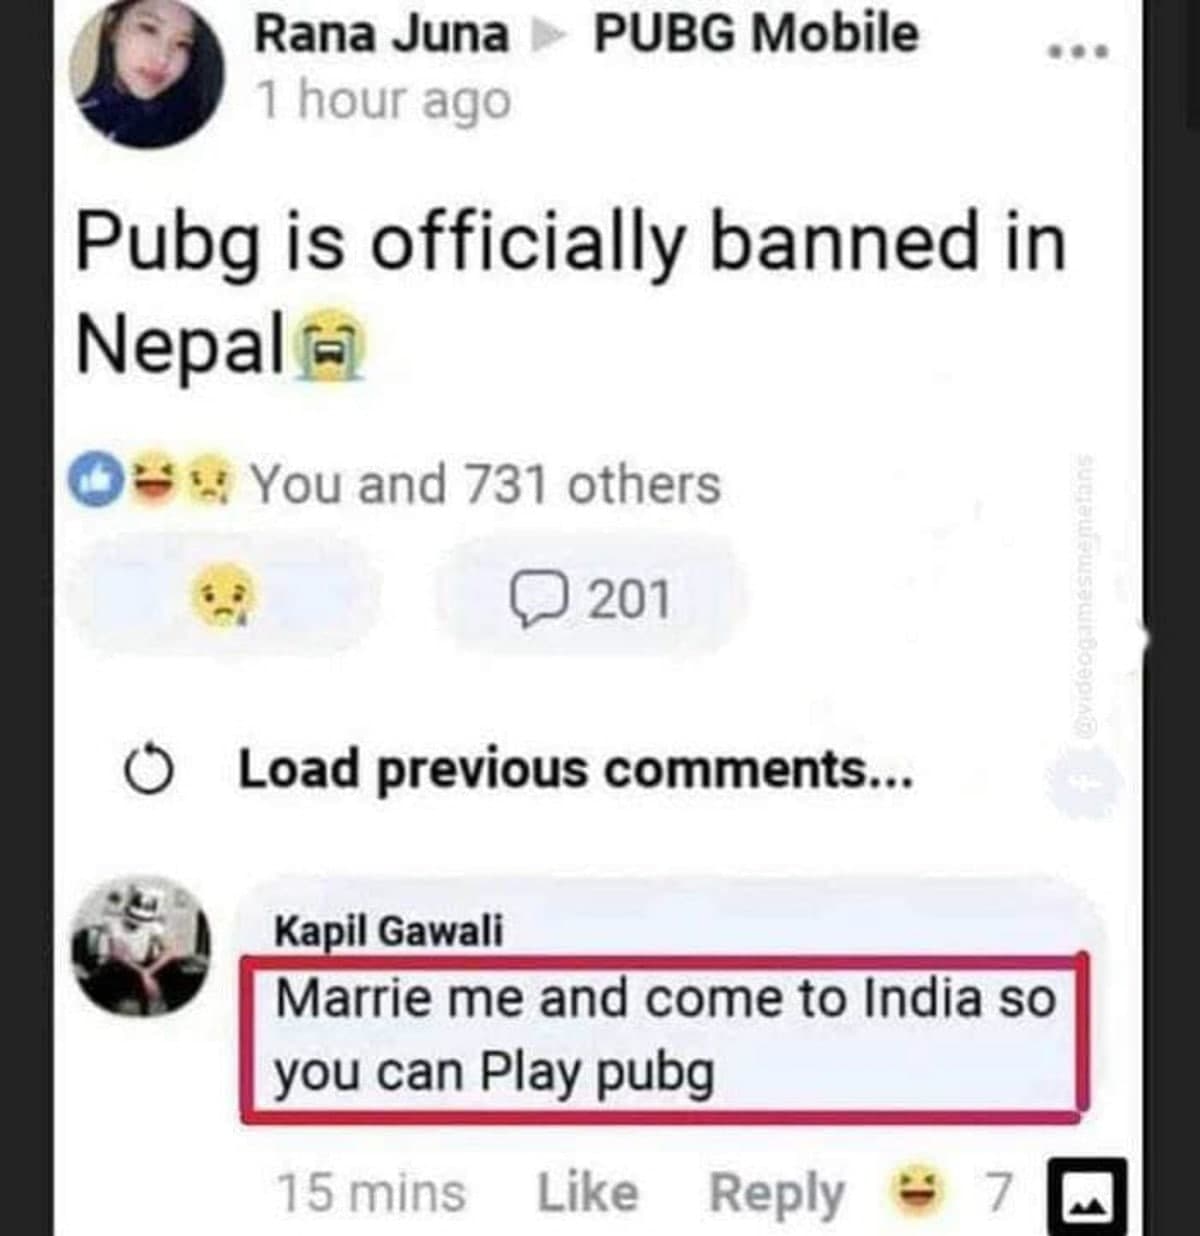 Rana Juna ▶ PUBG Mobile
1 hour ago
Pubg is officially banned in
Nepal😭
You and 731 others
201
Load previous comments...
Kapil Gawali
Marrie me and come to India so
you can Play pubg
15 mins Like Reply 7
@videogamesmemefans